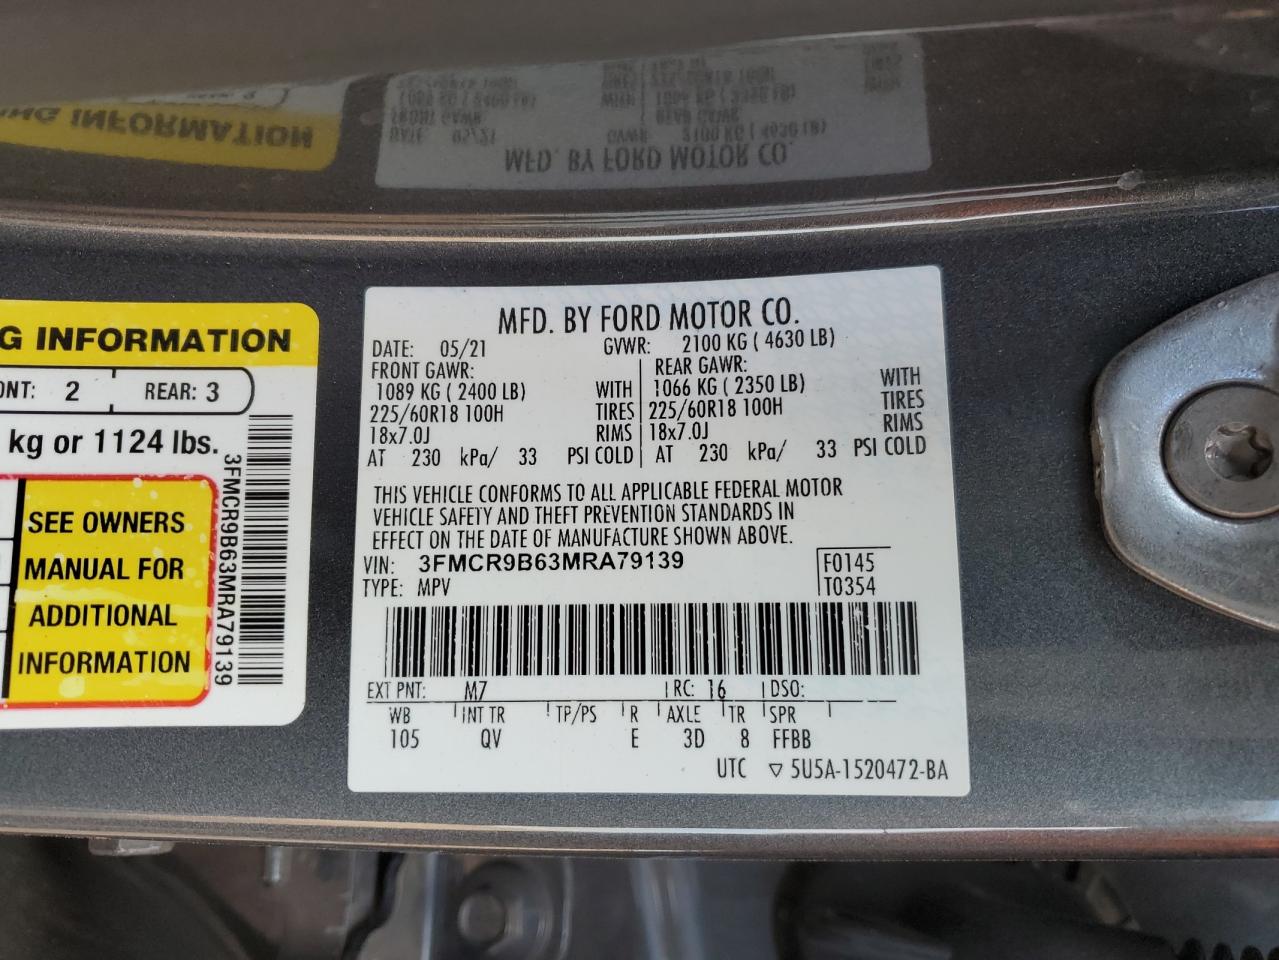 G INFORMATION
ONT: 2 REAR: 3
kg or 1124 lbs.
SEE OWNERS
MANUAL FOR
ADDITIONAL
INFORMATION
3FMCR9B63MRA79139
MFD. BY FORD MOTOR CO.
DATE: 05/21 GVWR: 2100 KG ( 4630 LB)
FRONT GAWR: REAR GAWR:
1089 KG ( 2400 LB) WITH 1066 KG ( 2350 LB) WITH
225/60R18 100H TIRES 225/60R18 100H TIRES
18x7.0J RIMS 18x7.0J RIMS
AT 230 kPa/ 33 PSI COLD AT 230 kPa/ 33 PSI COLD
THIS VEHICLE CONFORMS TO ALL APPLICABLE FEDERAL MOTOR
VEHICLE SAFETY AND THEFT PREVENTION STANDARDS IN
EFFECT ON THE DATE OF MANUFACTURE SHOWN ABOVE.
VIN: 3FMCR9B63MRA79139 F0145
TYPE: MPV T0354
EXT PNT: M7 RC: 16 DSO:
WB INT TR TP/PS R AXLE TR SPR
105 QV E 3D 8 FFBB
UTC ▽ 5U5A-1520472-BA